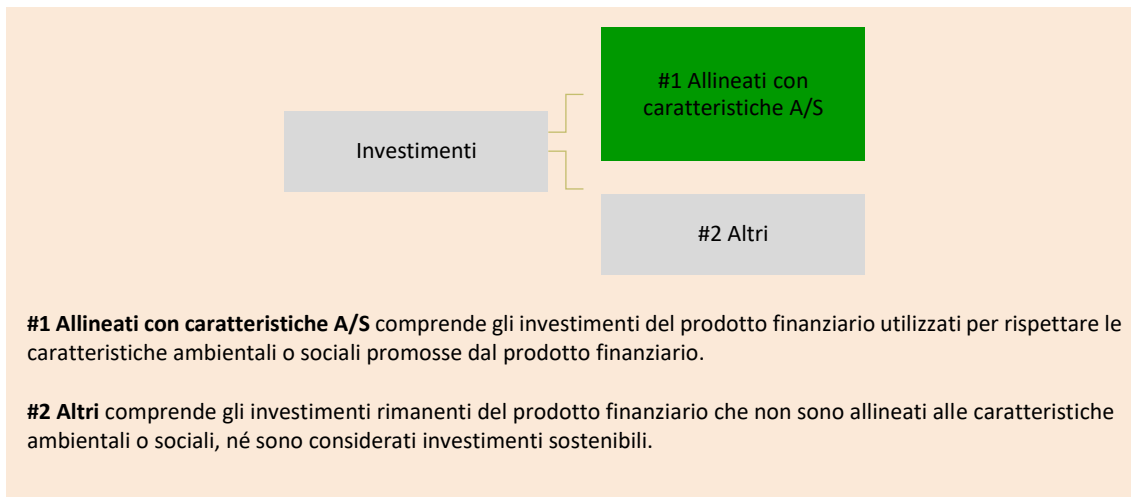 #1 Allineati con
caratteristiche A/S
Investimenti
#2 Altri
#1 Allineati con caratteristiche A/S comprende gli investimenti del prodotto finanziario utilizzati per rispettare le
caratteristiche ambientali o sociali promosse dal prodotto finanziario.
#2 Altri comprende gli investimenti rimanenti del prodotto finanziario che non sono allineati alle caratteristiche
ambientali o sociali, né sono considerati investimenti sostenibili.